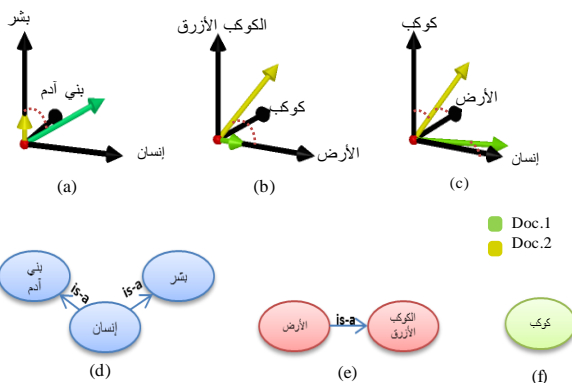 بشر
بني آدم
إنسان
(a)
الكوكب الأزرق
كوكب
الأرض
(b)
كوكب
الأرض
إنسان
(c)
Doc.1
Doc.2
بني
آدم
is-a
is-a
بشر
إنسان
(d)
الأرض
is-a
الكوكب
الأزرق
(e)
كوكب
(f)